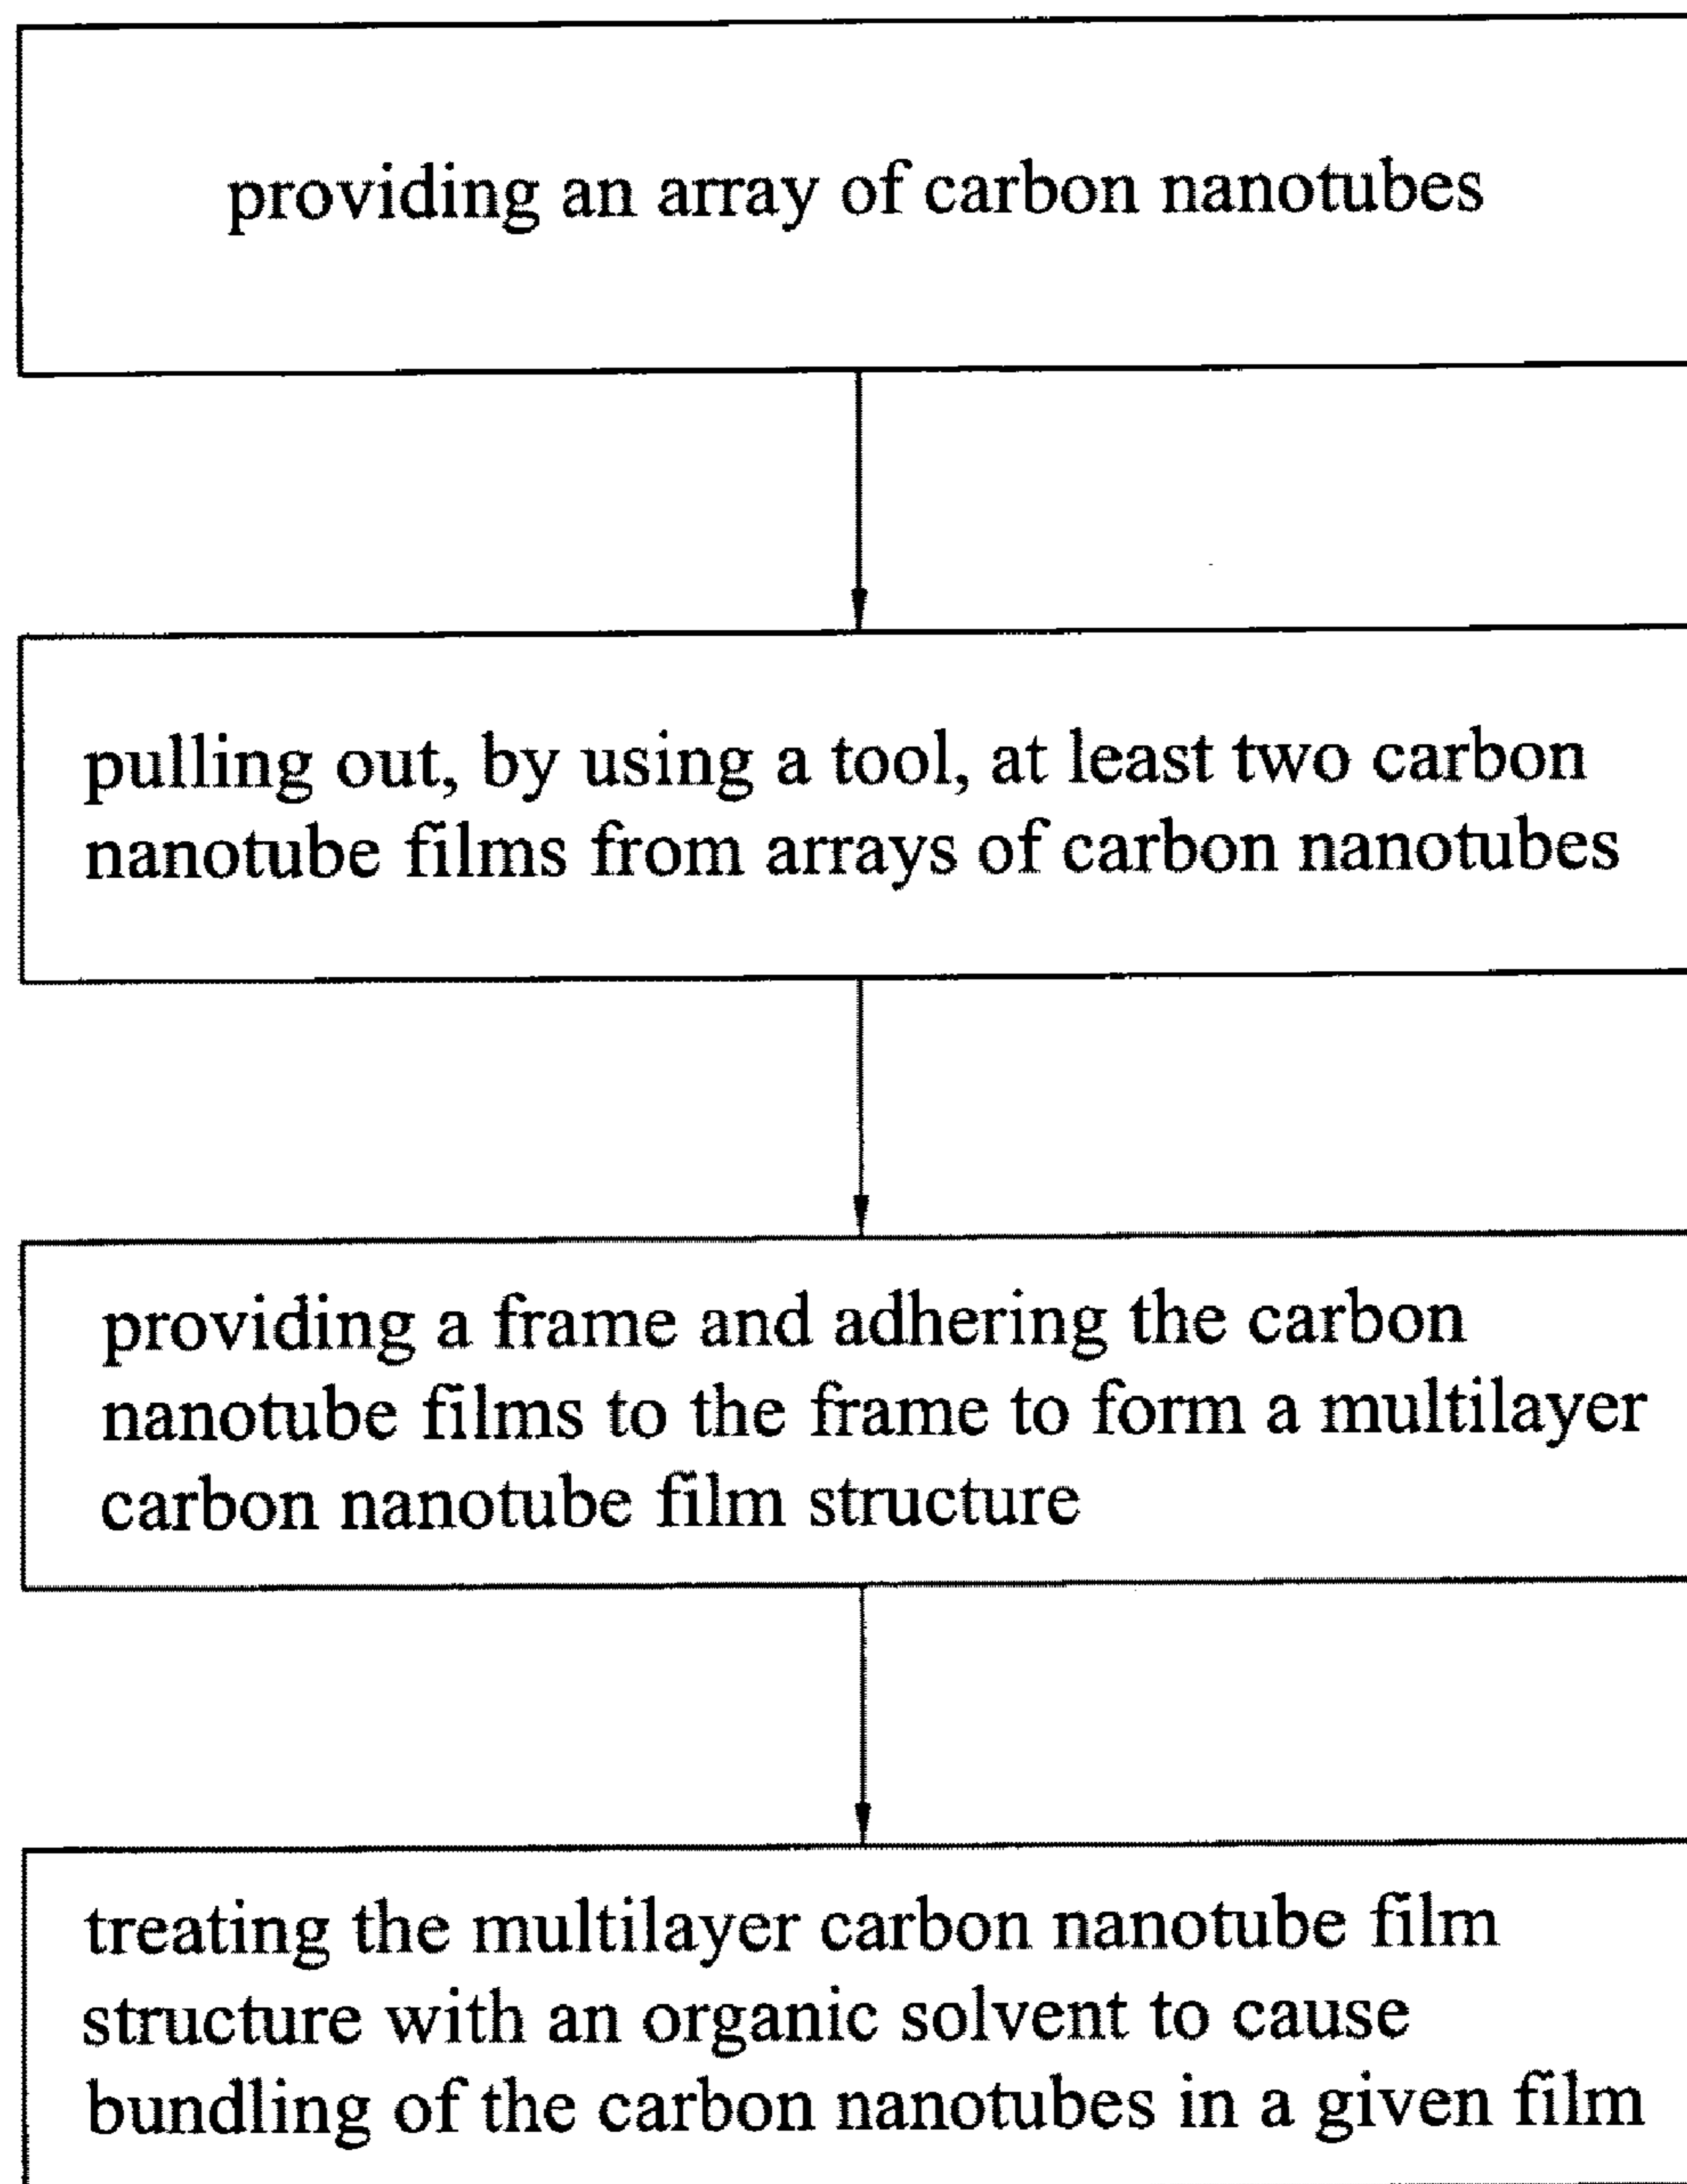 providing an array of carbon nanotubes
pulling out, by using a tool, at least two carbon
nanotube films from arrays of carbon nanotubes
providing a frame and adhering the carbon
nanotube films to the frame to form a multilayer
carbon nanotube film structure
treating the multilayer carbon nanotube film
structure with an organic solvent to cause
bundling of the carbon nanotubes in a given film